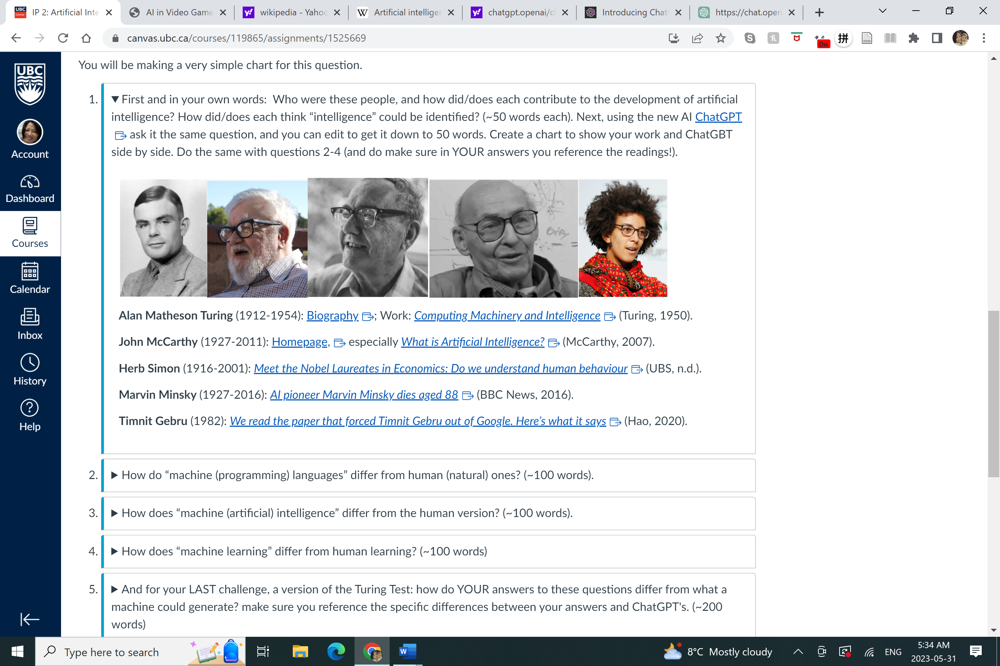 IP 2: Artificial Inte
AI in Video Game
wikipedia - Yahoo
W Artificial intelliger
chatgpt.openai/cl
Introducing Chat
https://chat.open
canvas.ubc.ca/courses/119865/assignments/1525669
On
拼
UBC
Account
Dashboard
Courses
Calendar
Inbox
History
Help
You will be making a very simple chart for this question.
1. ▼ First and in your own words:  Who were these people, and how did/does each contribute to the development of artificial
intelligence? How did/does each think “intelligence” could be identified? (~50 words each). Next, using the new AI ChatGPT
ask it the same question, and you can edit to get it down to 50 words. Create a chart to show your work and ChatGBT
side by side. Do the same with questions 2-4 (and do make sure in YOUR answers you reference the readings!).
Alan Matheson Turing (1912-1954): Biography ; Work: Computing Machinery and Intelligence (Turing, 1950).
John McCarthy (1927-2011): Homepage, especially What is Artificial Intelligence? (McCarthy, 2007).
Herb Simon (1916-2001): Meet the Nobel Laureates in Economics: Do we understand human behaviour (UBS, n.d.).
Marvin Minsky (1927-2016): AI pioneer Marvin Minsky dies aged 88 (BBC News, 2016).
Timnit Gebru (1982): We read the paper that forced Timnit Gebru out of Google. Here’s what it says (Hao, 2020).
2. ▶ How do “machine (programming) languages” differ from human (natural) ones? (~100 words).
3. ▶ How does “machine (artificial) intelligence” differ from the human version? (~100 words).
4. ▶ How does “machine learning” differ from human learning? (~100 words)
5. ▶ And for your LAST challenge, a version of the Turing Test: how do YOUR answers to these questions differ from what a
machine could generate? make sure you reference the specific differences between your answers and ChatGPT's. (~200
words)
Type here to search
8°C Mostly cloudy
ENG
5:34 AM
2023-05-31